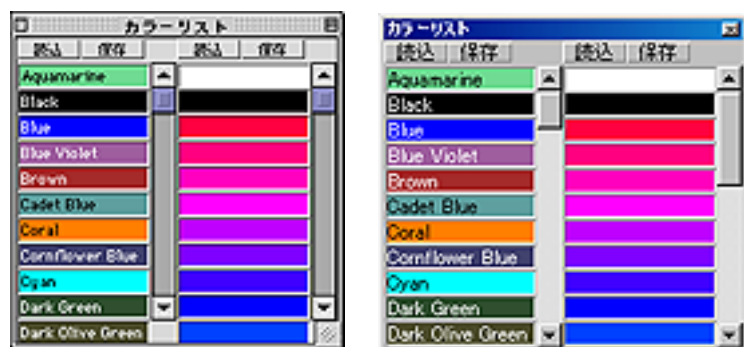 カラーリスト
読込 保存 読込 保存
Aquamarine
Black
Blue
Blue Violet
Brown
Cadet Blue
Coral
Cornflower Blue
Cyan
Dark Green
Dark Olive Green
カラーリスト
読込 保存 読込 保存
Aquamarine
Black
Blue
Blue Violet
Brown
Cadet Blue
Coral
Cornflower Blue
Cyan
Dark Green
Dark Olive Green